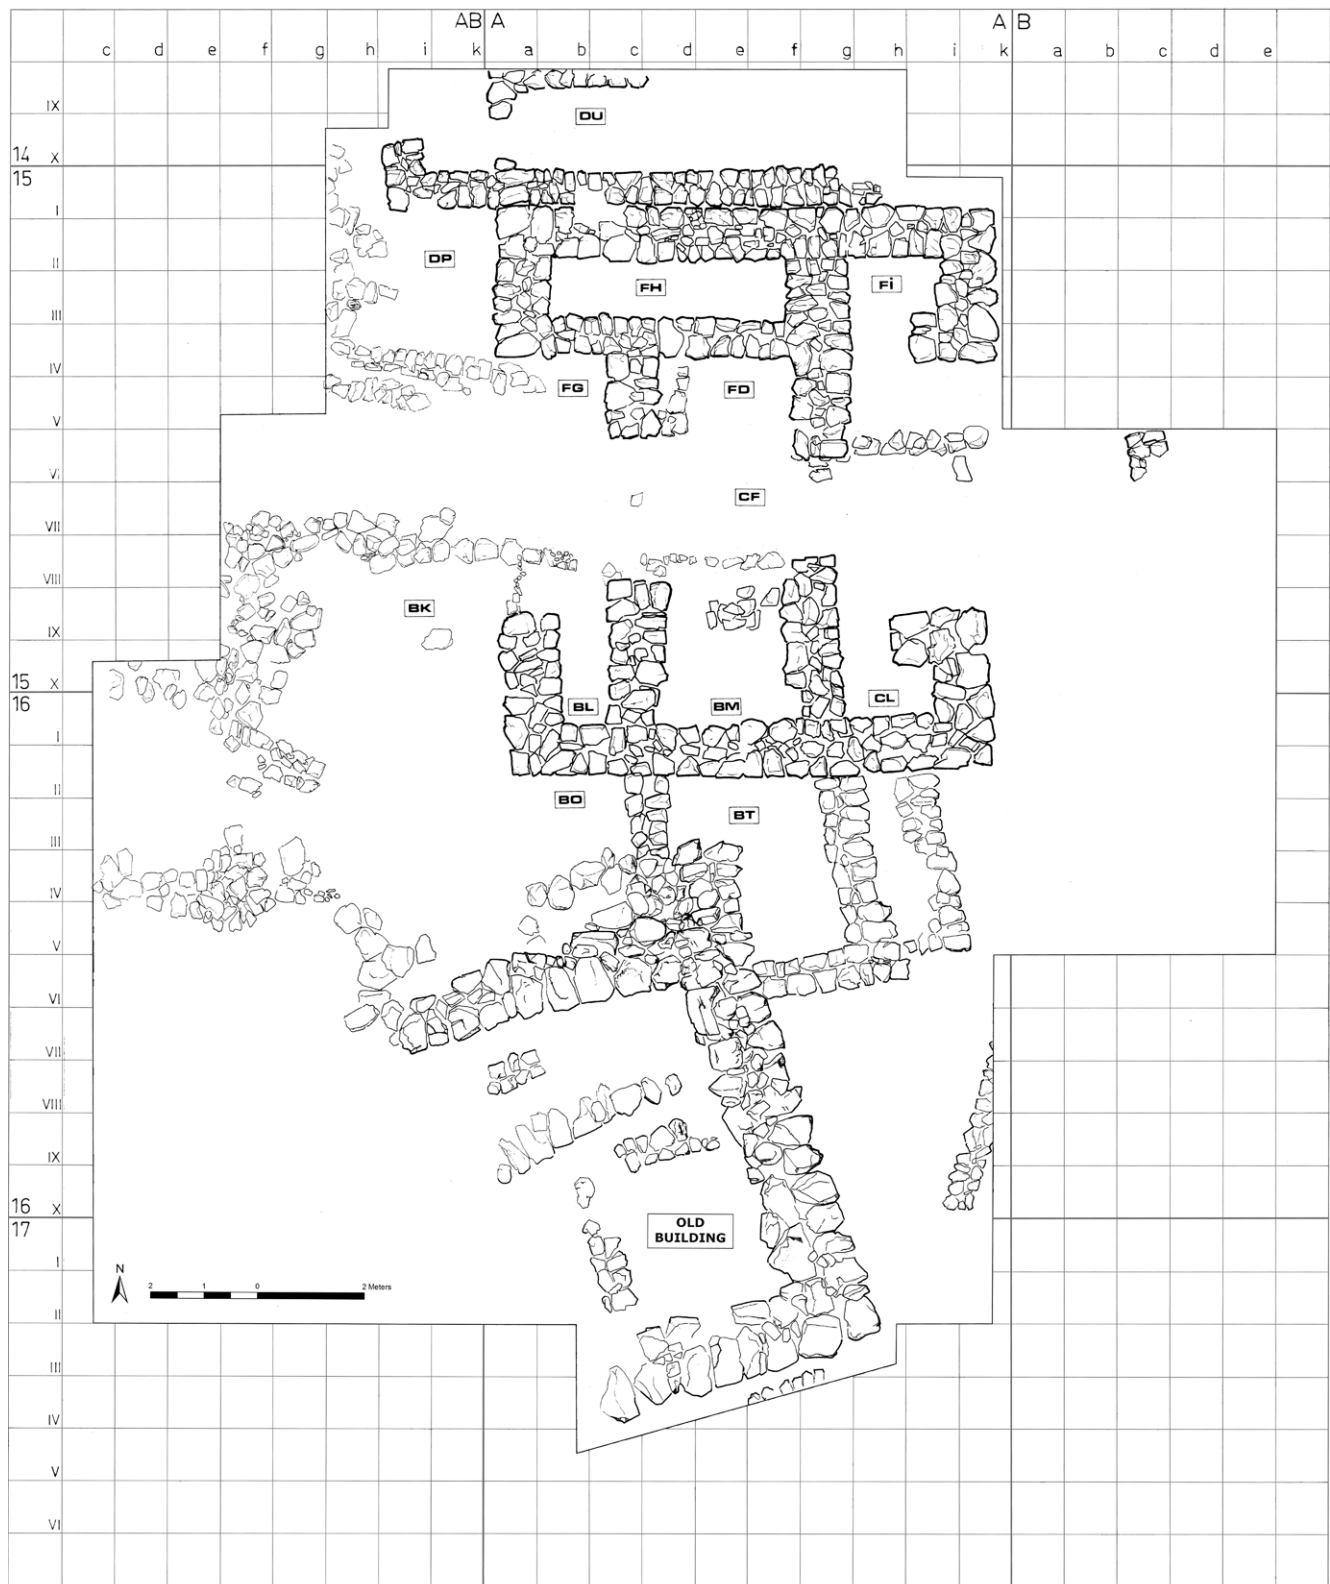 AB A A B
c d e f g h i k a b c d e f g h i k a b c d e
IX
DU
14 X
15
I
DP
II
FH Fi
III
IV
FG FD
V
VI
CF
VII
VIII
BK
IX
15 X
CL
BL BM
16
I
II
BO
BT
III
IV
V
VI
VII
VIII
IX
16 X
17
OLD
BUILDING
I
N
2 1 0 2 Meters
II
III
IV
V
VI